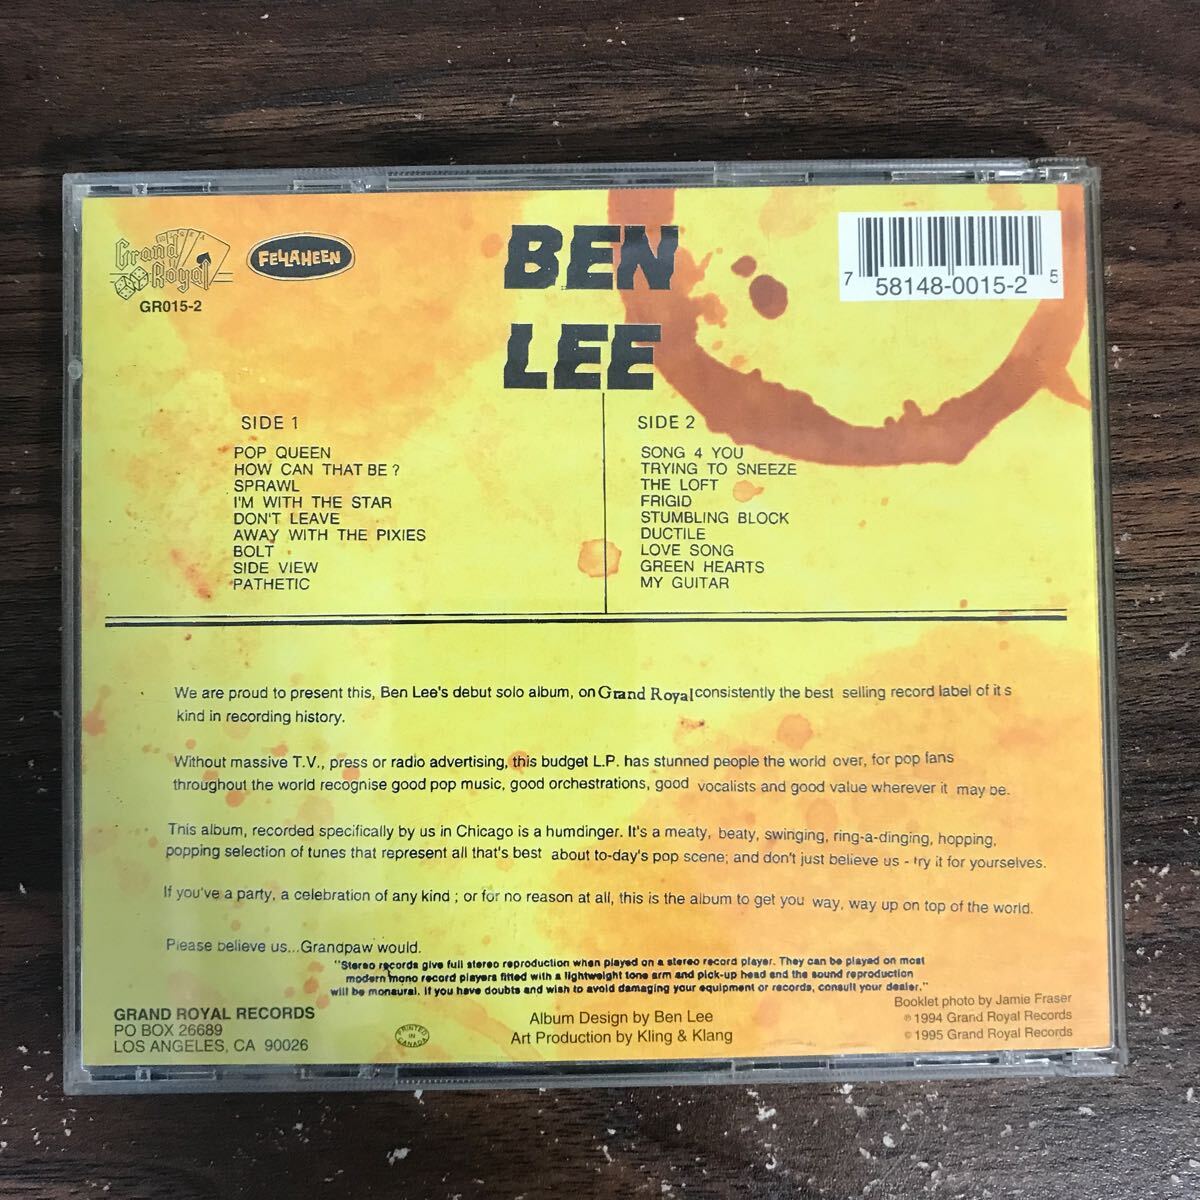 Grand Royal
GR015-2
FELLAHEEN
BEN
LEE
7 58148-0015-2 5
SIDE 1
POP QUEEN
HOW CAN THAT BE ?
SPRAWL
I'M WITH THE STAR
DON'T LEAVE
AWAY WITH THE PIXIES
BOLT
SIDE VIEW
PATHETIC
SIDE 2
SONG 4 YOU
TRYING TO SNEEZE
THE LOFT
FRIGID
STUMBLING BLOCK
DUCTILE
LOVE SONG
GREEN HEARTS
MY GUITAR
We are proud to present this, Ben Lee's debut solo album, on Grand Royal consistently the best selling record label of it s
kind in recording history.
Without massive T.V., press or radio advertising, this budget L.P. has stunned people the world over, for pop fans
throughout the world recognise good pop music, good orchestrations, good vocalists and good value wherever it may be.
This album, recorded specifically by us in Chicago is a humdinger. It's a meaty, beaty, swinging, ring-a-dinging, hopping,
popping selection of tunes that represent all that's best about to-day's pop scene; and don't just believe us - try it for yourselves.
If you've a party, a celebration of any kind ; or for no reason at all, this is the album to get you way, way up on top of the world.
Please believe us...Grandpaw would.
"Stereo records give full stereo reproduction when played on a stereo record player. They can be played on most
modern mono record players fitted with a lightweight tone arm and pick-up head and the sound reproduction
will be monaural. If you have doubts and wish to avoid damaging your equipment or records, consult your dealer."
GRAND ROYAL RECORDS
PO BOX 26689
LOS ANGELES, CA 90026
PRINTED IN CANADA
Album Design by Ben Lee
Art Production by Kling & Klang
Booklet photo by Jamie Fraser
℗ 1994 Grand Royal Records
© 1995 Grand Royal Records